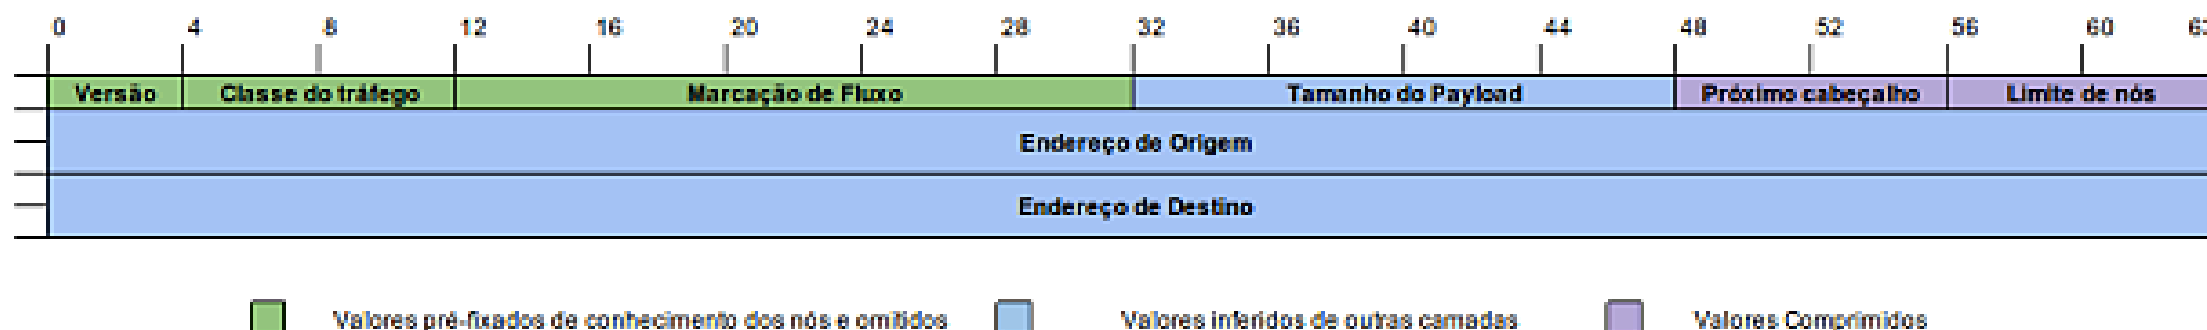 0 4 8 12 16 20 24 28 32 36 40 44 48 52 56 60 63
Versão Classe do tráfego Marcação de Fluxo Tamanho do Payload Próximo cabeçalho Limite de nós
Endereço de Origem
Endereço de Destino
Valores pré-fixados de conhecimento dos nós e omitidos Valores inferidos de outras camadas Valores Comprimidos